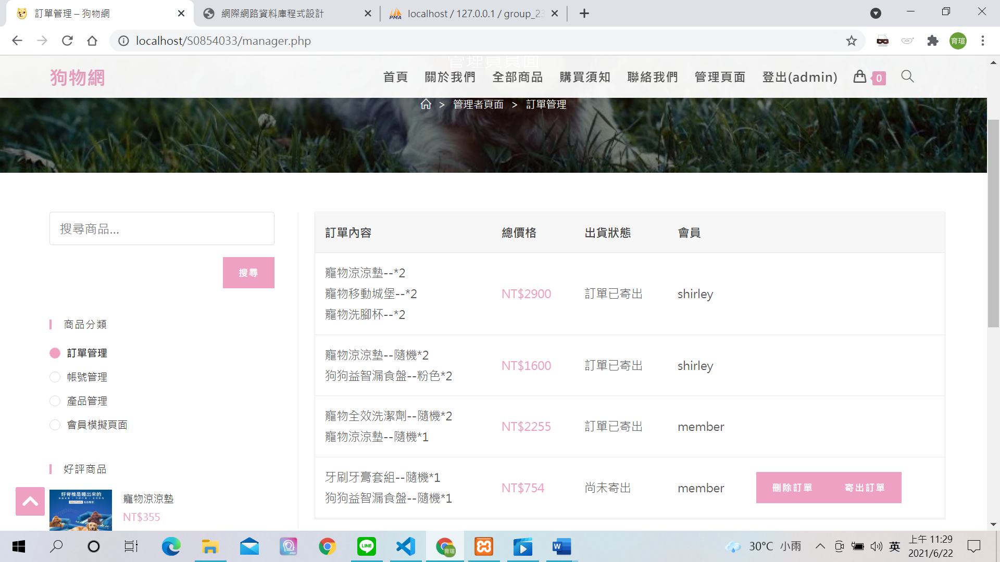 訂單管理 – 狗物網
網際網路資料庫程式設計
localhost / 127.0.0.1 / group_23
localhost/S0854033/manager.php
育瑄
管理員頁面
狗物網
首頁 關於我們 全部商品 購買須知 聯絡我們 管理頁面 登出(admin) 0
> 管理者頁面 > 訂單管理
搜尋商品...
搜尋
商品分類
訂單管理
帳號管理
產品管理
會員模擬頁面
好評商品
好脊椎是睡出來的
寵物涼涼墊
NT$355
訂單內容 總價格 出貨狀態 會員
寵物涼涼墊--*2
寵物移動城堡--*2
寵物洗腳杯--*2
NT$2900 訂單已寄出 shirley
寵物涼涼墊--隨機*2
狗狗益智漏食盤--粉色*2
NT$1600 訂單已寄出 shirley
寵物全效洗潔劑--隨機*2
寵物涼涼墊--隨機*1
NT$2255 訂單已寄出 member
牙刷牙膏套組--隨機*1
狗狗益智漏食盤--隨機*1
NT$754 尚未寄出 member 刪除訂單 寄出訂單
LINE
育瑄
30°C 小雨
英
上午 11:29
2021/6/22